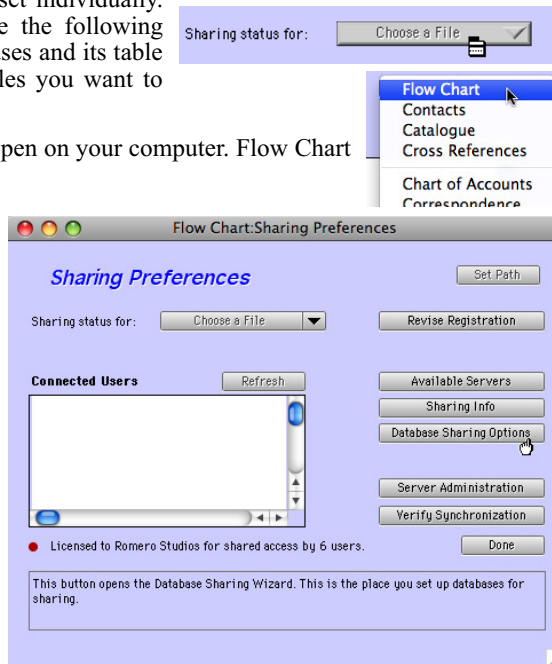 set individually.
e the following
ses and its table
les you want to
Sharing status for: Choose a File
Flow Chart
Contacts
Catalogue
Cross References
Chart of Accounts
Correspondence
pen on your computer. Flow Chart
Flow Chart:Sharing Preferences
Sharing Preferences
Set Path
Sharing status for: Choose a File
Revise Registration
Connected Users
Refresh
Available Servers
Sharing Info
Database Sharing Options
Server Administration
Verify Synchronization
Licensed to Romero Studios for shared access by 6 users.
Done
This button opens the Database Sharing Wizard. This is the place you set up databases for
sharing.